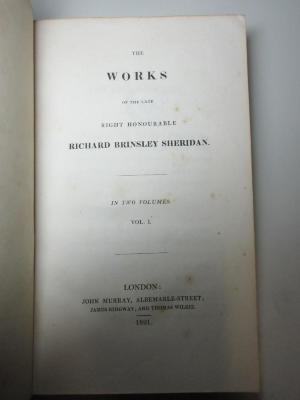 THE
WORKS
OF THE LATE
RIGHT HONOURABLE
RICHARD BRINSLEY SHERIDAN.
IN TWO VOLUMES.
VOL. I.
LONDON:
JOHN MURRAY, ALBEMARLE-STREET;
JAMES RIDGWAY; AND THOMAS WILKIE.
1821.